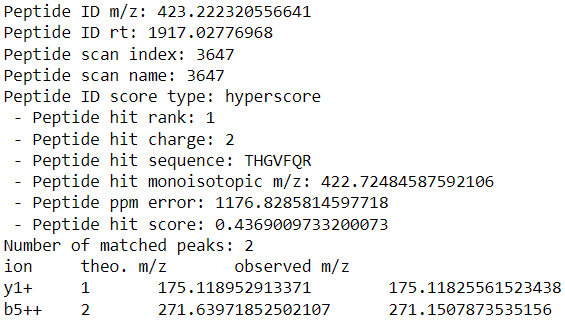 Peptide ID m/z: 423.222320556641
Peptide ID rt: 1917.02776968
Peptide scan index: 3647
Peptide scan name: 3647
Peptide ID score type: hyperscore
- Peptide hit rank: 1
- Peptide hit charge: 2
- Peptide hit sequence: THGVFQR
- Peptide hit monoisotopic m/z: 422.72484587592106
- Peptide ppm error: 1176.8285814597718
- Peptide hit score: 0.4369009733200073
Number of matched peaks: 2
ion theo. m/z observed m/z
y1+ 1 175.118952913371 175.11825561523438
b5++ 2 271.63971852502107 271.1507873535156